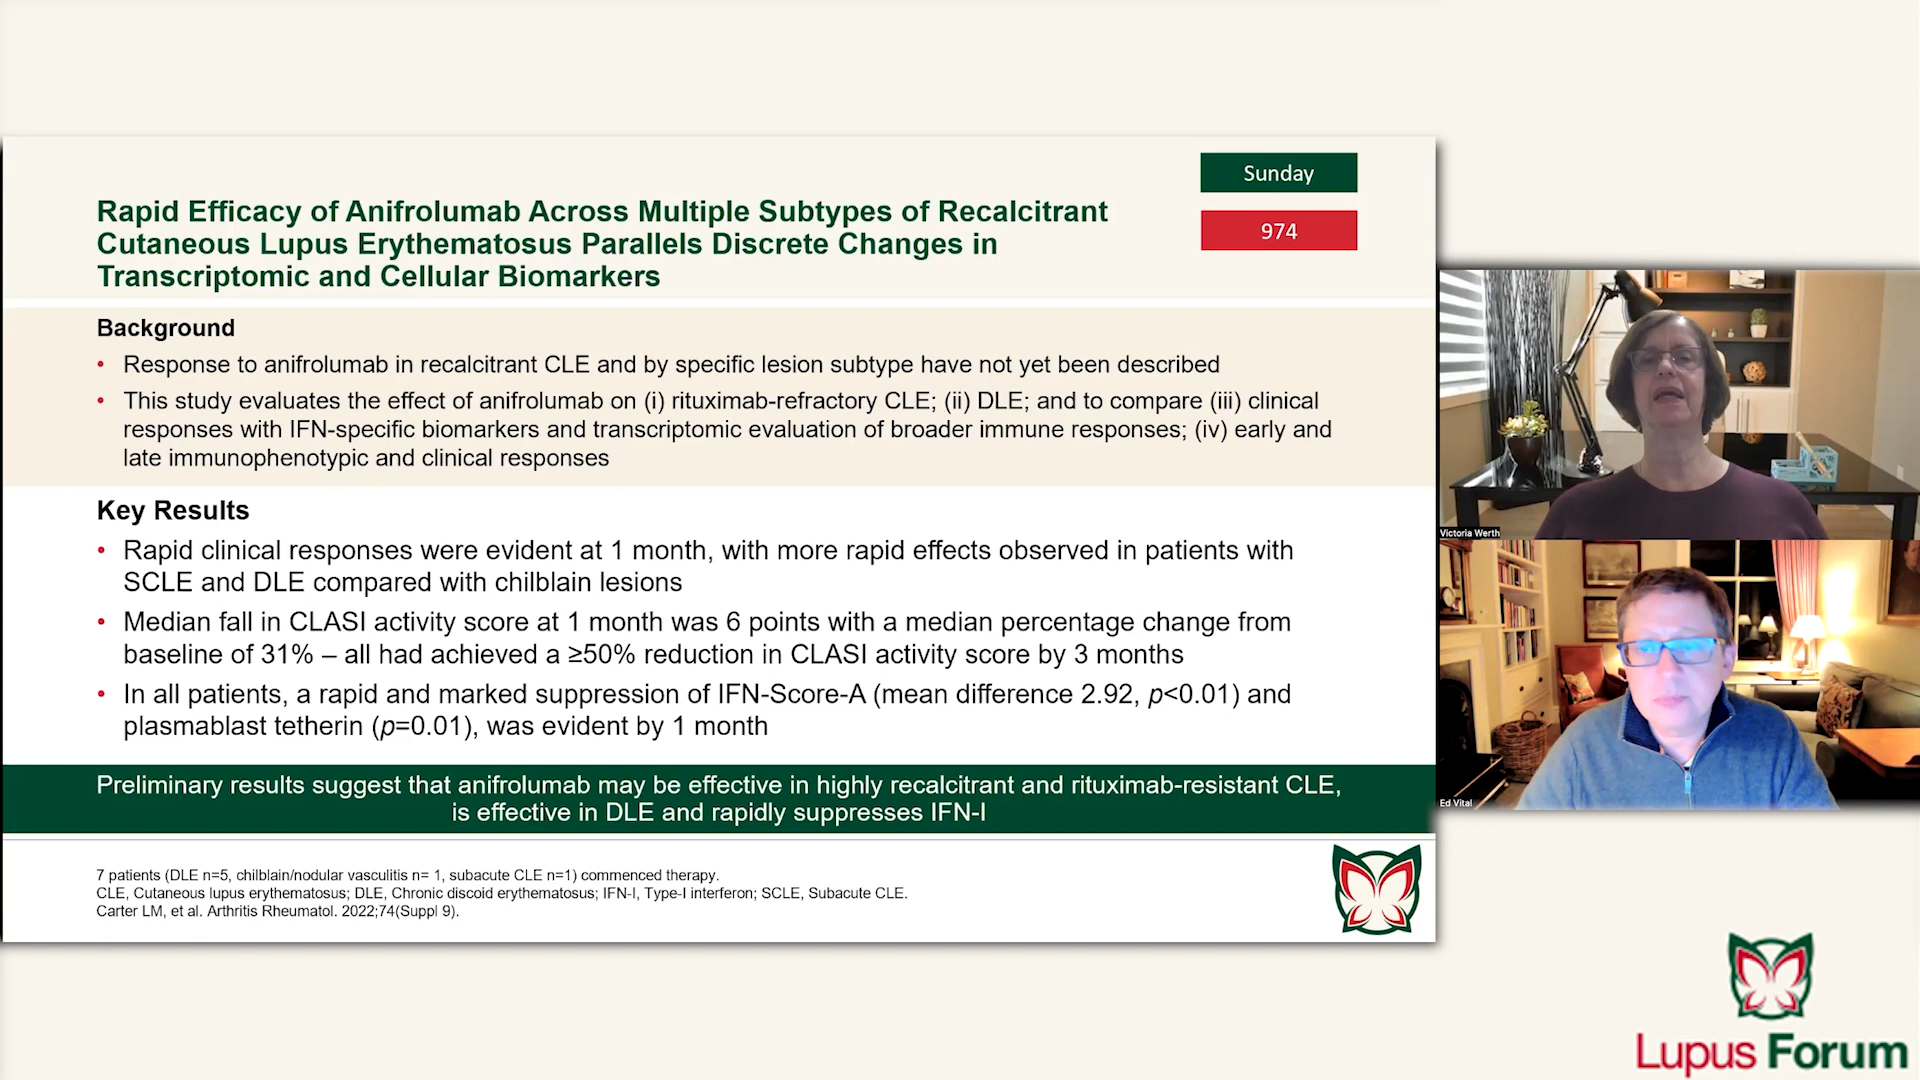 Sunday
974
Rapid Efficacy of Anifrolumab Across Multiple Subtypes of Recalcitrant
Cutaneous Lupus Erythematosus Parallels Discrete Changes in
Transcriptomic and Cellular Biomarkers
Background
• Response to anifrolumab in recalcitrant CLE and by specific lesion subtype have not yet been described
• This study evaluates the effect of anifrolumab on (i) rituximab-refractory CLE; (ii) DLE; and to compare (iii) clinical
responses with IFN-specific biomarkers and transcriptomic evaluation of broader immune responses; (iv) early and
late immunophenotypic and clinical responses
Key Results
• Rapid clinical responses were evident at 1 month, with more rapid effects observed in patients with
SCLE and DLE compared with chilblain lesions
• Median fall in CLASI activity score at 1 month was 6 points with a median percentage change from
baseline of 31% – all had achieved a ≥50% reduction in CLASI activity score by 3 months
• In all patients, a rapid and marked suppression of IFN-Score-A (mean difference 2.92, p<0.01) and
plasmablast tetherin (p=0.01), was evident by 1 month
Preliminary results suggest that anifrolumab may be effective in highly recalcitrant and rituximab-resistant CLE,
is effective in DLE and rapidly suppresses IFN-I
7 patients (DLE n=5, chilblain/nodular vasculitis n= 1, subacute CLE n=1) commenced therapy.
CLE, Cutaneous lupus erythematosus; DLE, Chronic discoid erythematosus; IFN-I, Type-I interferon; SCLE, Subacute CLE.
Carter LM, et al. Arthritis Rheumatol. 2022;74(Suppl 9).
Victoria Werth
Ed Vital
Lupus Forum